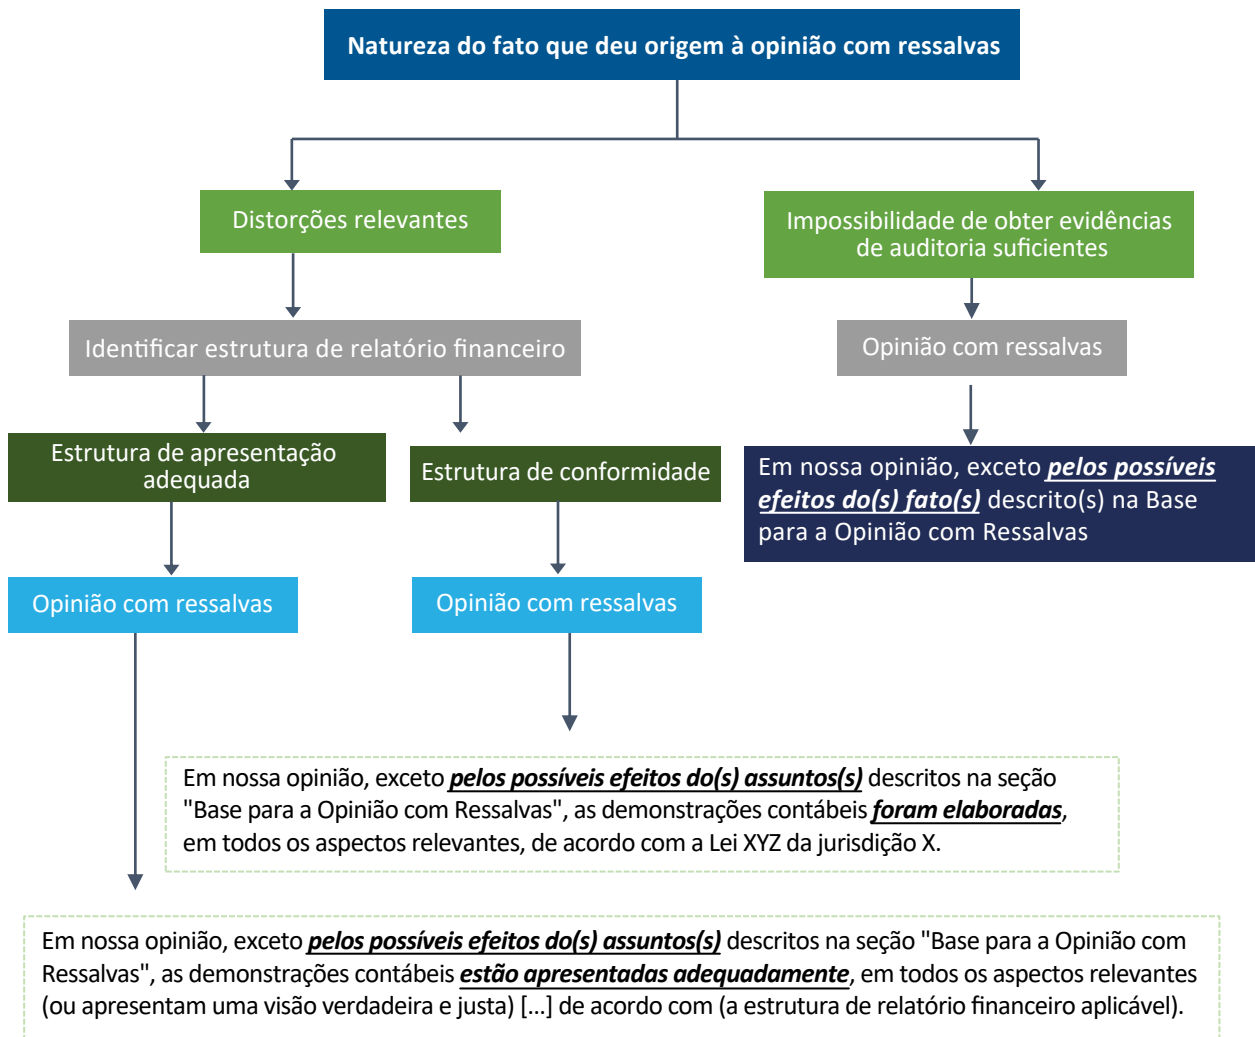 Natureza do fato que deu origem à opinião com ressalvas
Distorções relevantes
Impossibilidade de obter evidências
de auditoria suficientes
Identificar estrutura de relatório financeiro
Opinião com ressalvas
Estrutura de apresentação
adequada
Estrutura de conformidade
Em nossa opinião, exceto pelos possíveis
efeitos do(s) fato(s) descrito(s) na Base
para a Opinião com Ressalvas
Opinião com ressalvas
Opinião com ressalvas
Em nossa opinião, exceto pelos possíveis efeitos do(s) assuntos(s) descritos na seção
"Base para a Opinião com Ressalvas", as demonstrações contábeis foram elaboradas,
em todos os aspectos relevantes, de acordo com a Lei XYZ da jurisdição X.
Em nossa opinião, exceto pelos possíveis efeitos do(s) assuntos(s) descritos na seção "Base para a Opinião com
Ressalvas", as demonstrações contábeis estão apresentadas adequadamente, em todos os aspectos relevantes
(ou apresentam uma visão verdadeira e justa) [...] de acordo com (a estrutura de relatório financeiro aplicável).